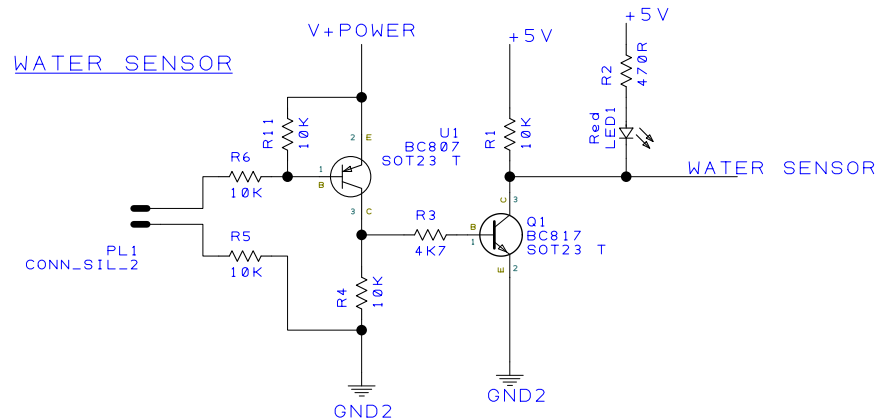 WATER SENSOR
V+POWER
+5V
+5V
R2
470R
R11
10K
2
E
U1
BC807
SOT23 T
R1
10K
Red
LED1
R6
10K
1
B
WATER SENSOR
3
C
C
3
R3
4K7
B
1
Q1
BC817
SOT23 T
PL1
CONN_SIL_2
R5
10K
E
2
R4
10K
GND2
GND2